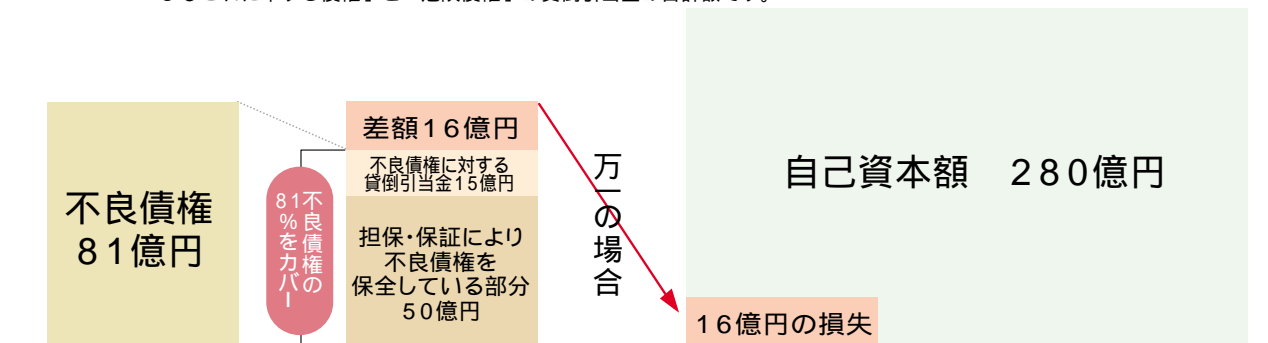 不良債権
81億円
不良債権の
81%をカバー
差額16億円
不良債権に対する
貸倒引当金15億円
担保・保証により
不良債権を
保全している部分
50億円
万一の場合
自己資本額　280億円
16億円の損失